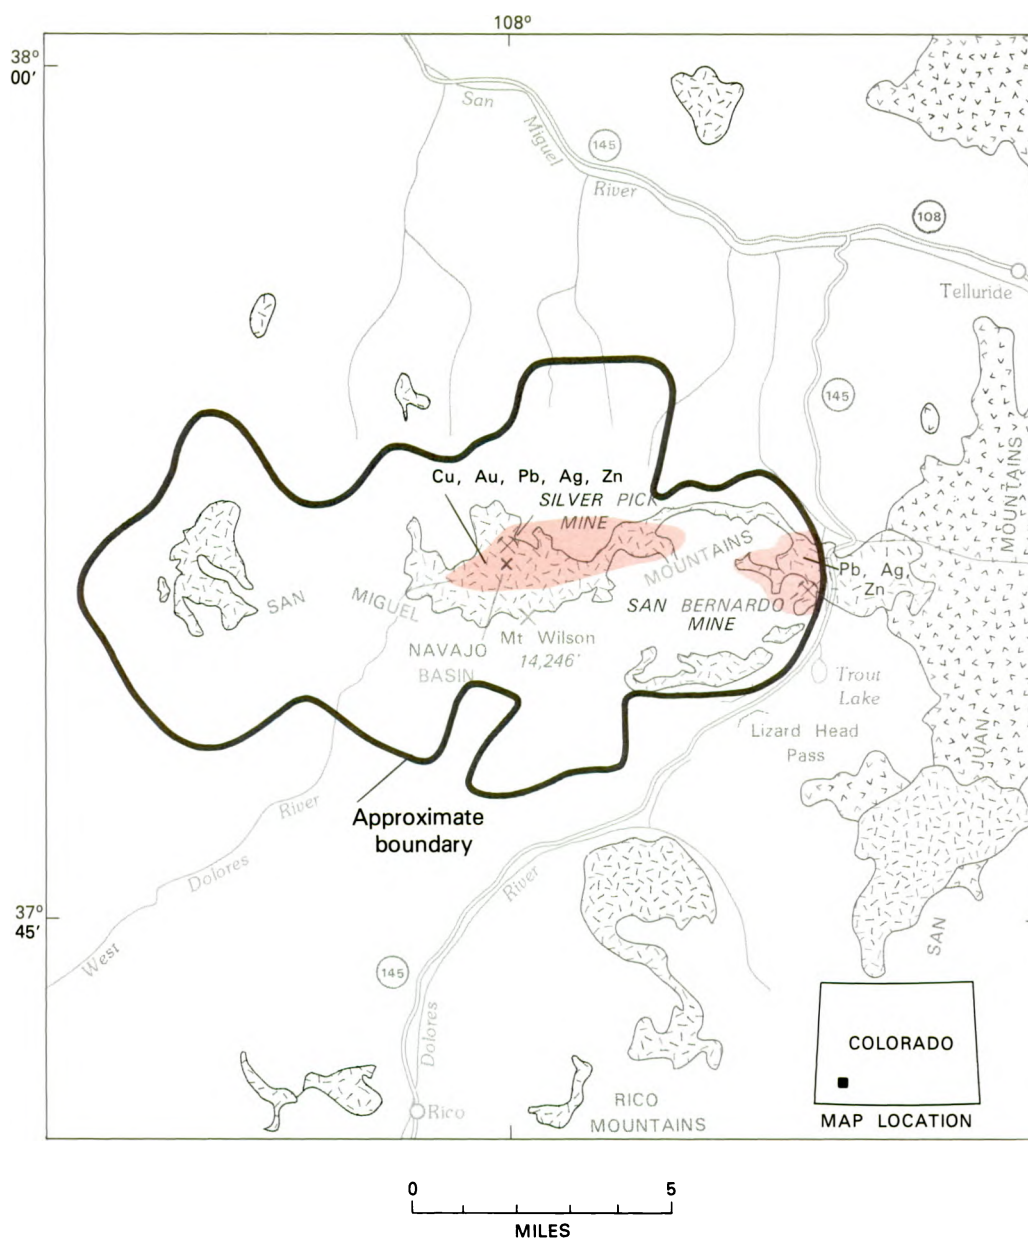 108°
38°
00'
San
Miguel
River
145
108
Telluride
145
MOUNTAINS
Cu, Au, Pb, Ag, Zn
SILVER PICK
MINE
MOUNTAINS
Pb, Ag,
Zn
SAN
MIGUEL
SAN BERNARDO
MINE
NAVAJO
BASIN
Mt Wilson
14,246'
Trout
Lake
Lizard Head
Pass
JUAN
River
Approximate
boundary
Dolores
River
37°
45'
West
SAN
145
Dolores
COLORADO
Rico
RICO
MOUNTAINS
MAP LOCATION
0
5
MILES